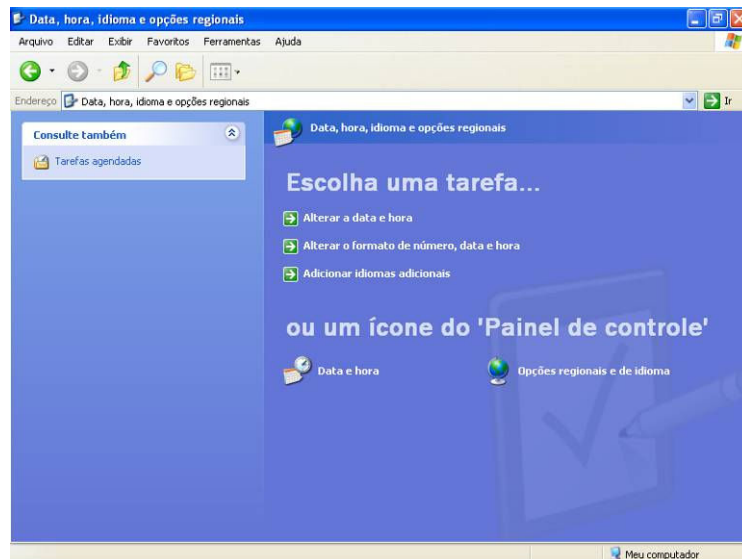 Data, hora, idioma e opções regionais
Arquivo Editar Exibir Favoritos Ferramentas Ajuda
Endereço Data, hora, idioma e opções regionais Ir
Consulte também
Tarefas agendadas
Data, hora, idioma e opções regionais
Escolha uma tarefa...
Alterar a data e hora
Alterar o formato de número, data e hora
Adicionar idiomas adicionais
ou um ícone do 'Painel de controle'
Data e hora
Opções regionais e de idioma
Meu computador